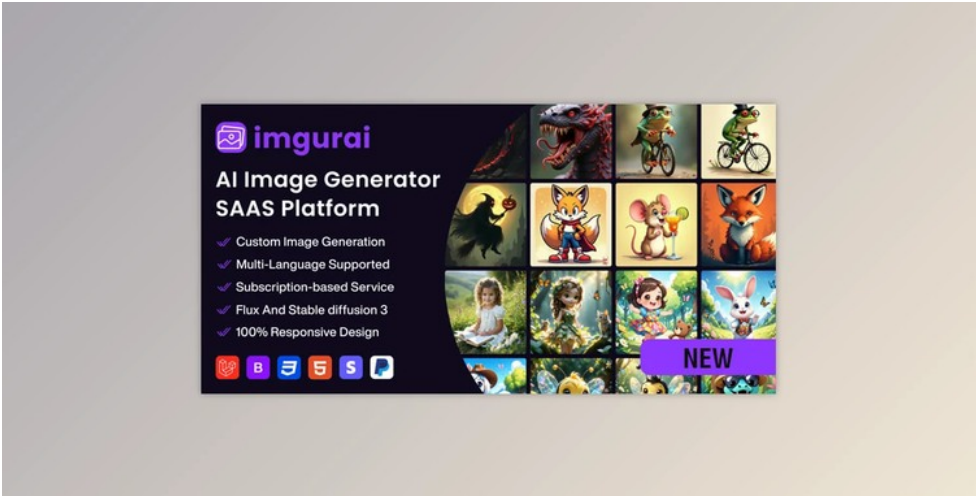 imgurai
AI Image Generator
SAAS Platform
Custom Image Generation
Multi-Language Supported
Subscription-based Service
Flux And Stable diffusion 3
100% Responsive Design
B
S
NEW